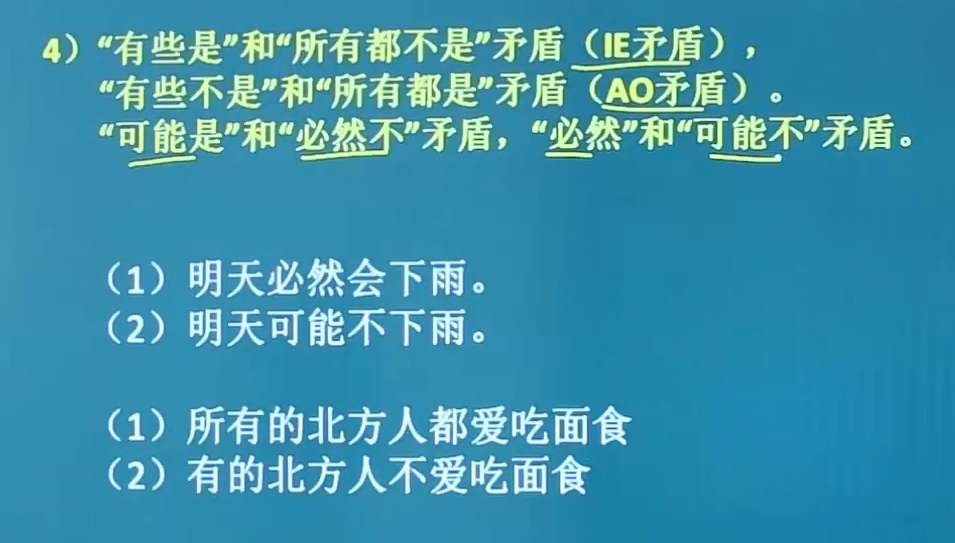 4）“有些是”和“所有都不是”矛盾（IE矛盾），
“有些不是”和“所有都是”矛盾（AO矛盾）。
“可能是”和“必然不”矛盾，“必然”和“可能不”矛盾。
（1）明天必然会下雨。
（2）明天可能不下雨。
（1）所有的北方人都爱吃面食
（2）有的北方人不爱吃面食